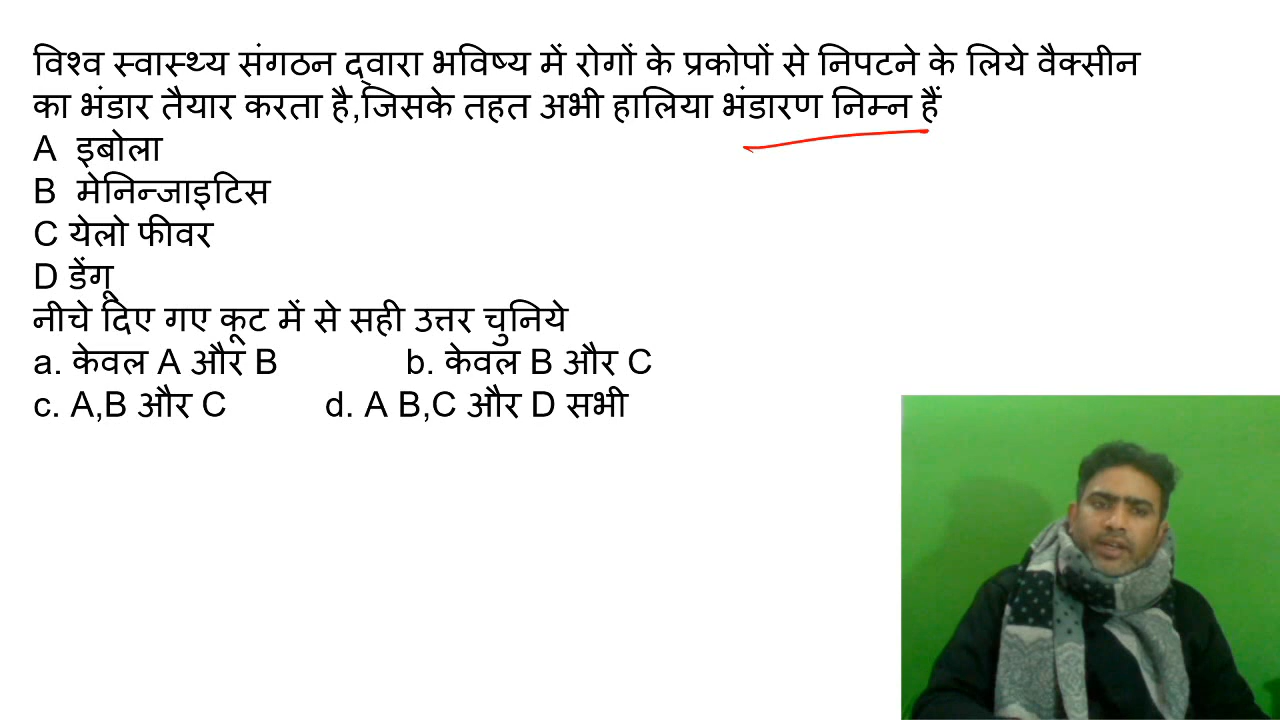 विश्व स्वास्थ्य संगठन द्वारा भविष्य में रोगों के प्रकोपों से निपटने के लिये वैक्सीन
का भंडार तैयार करता है,जिसके तहत अभी हालिया भंडारण निम्न हैं
A इबोला
B मेनिन्जाइटिस
C येलो फीवर
D डेंगू
नीचे दिए गए कूट में से सही उत्तर चुनिये
a. केवल A और B b. केवल B और C
c. A,B और C d. A B,C और D सभी